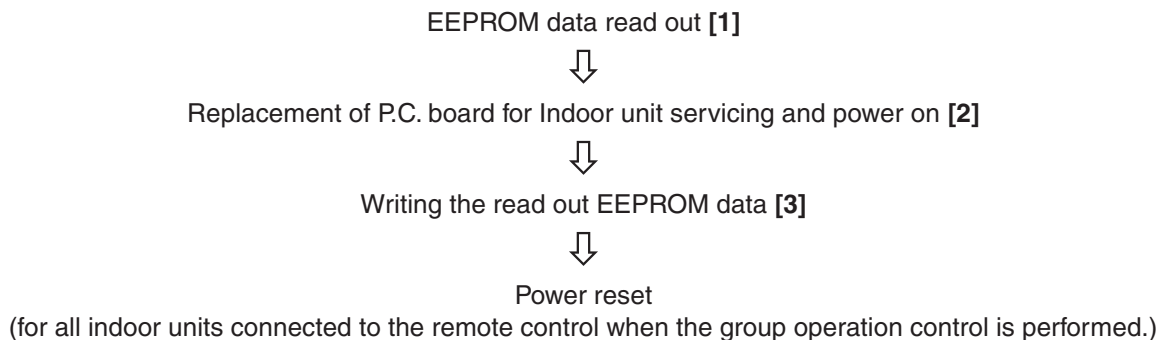 EEPROM data read out [1]
Replacement of P.C. board for Indoor unit servicing and power on [2]
Writing the read out EEPROM data [3]
Power reset
(for all indoor units connected to the remote control when the group operation control is performed.)